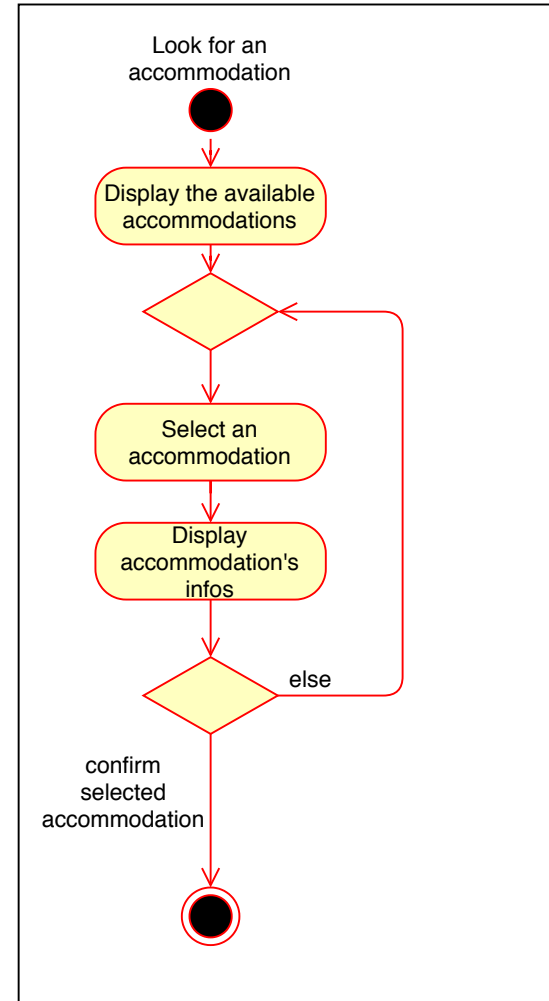 Look for an
accommodation
Display the available
accommodations
Select an
accommodation
Display
accommodation's
infos
else
confirm
selected
accommodation